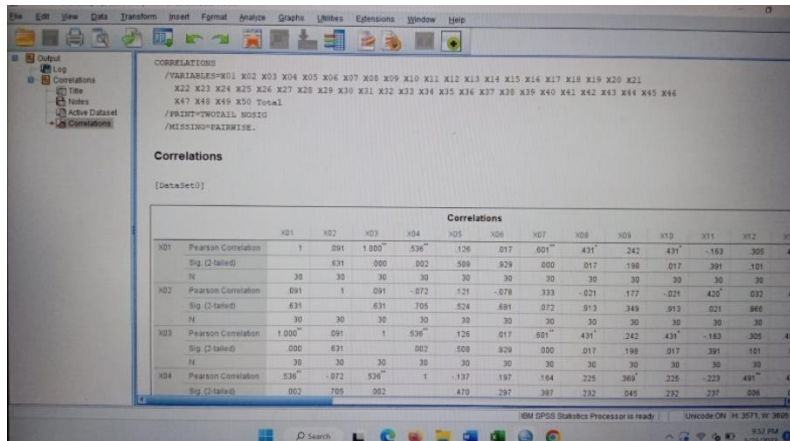 File Edit View Data Transform Insert Format Analyze Graphs Utilities Extensions Window Help
Output
Log
Correlations
Title
Notes
Active Dataset
Correlations
CORRELATIONS
/VARIABLES=X01 X02 X03 X04 X05 X06 X07 X08 X09 X10 X11 X12 X13 X14 X15 X16 X17 X18 X19 X20 X21
X22 X23 X24 X25 X26 X27 X28 X29 X30 X31 X32 X33 X34 X35 X36 X37 X38 X39 X40 X41 X42 X43 X44 X45 X46
X47 X48 X49 X50 Total
/PRINT=TWOTAIL NOSIG
/MISSING=PAIRWISE.
Correlations
[DataSet0]
Correlations
X01 X02 X03 X04 X05 X06 X07 X08 X09 X10 X11 X12
X01 Pearson Correlation 1 .091 1.000** .536** .126 .017 .601** .431* .242 .431* -.163 .305
Sig. (2-tailed) .631 .000 .002 .509 .929 .000 .017 .198 .017 .391 .101
N 30 30 30 30 30 30 30 30 30 30 30 30
X02 Pearson Correlation .091 1 .091 -.072 .121 -.079 .333 -.021 .177 -.021 .420* .032
Sig. (2-tailed) .631 .631 .705 .524 .681 .072 .913 .349 .913 .021 .866
N 30 30 30 30 30 30 30 30 30 30 30 30
X03 Pearson Correlation 1.000** .091 1 .536** .126 .017 .601** .431* .242 .431* -.163 .305
Sig. (2-tailed) .000 .631 .002 .509 .929 .000 .017 .198 .017 .391 .101
N 30 30 30 30 30 30 30 30 30 30 30 30
X04 Pearson Correlation .536** -.072 .536** 1 -.137 .197 .164 .225 .369* .225 -.223 .491**
Sig. (2-tailed) .002 .705 .002 .470 .297 .387 .232 .045 .232 .237 .006
IBM SPSS Statistics Processor is ready Unicode:ON H: 3571, W:
Search
9:52 PM